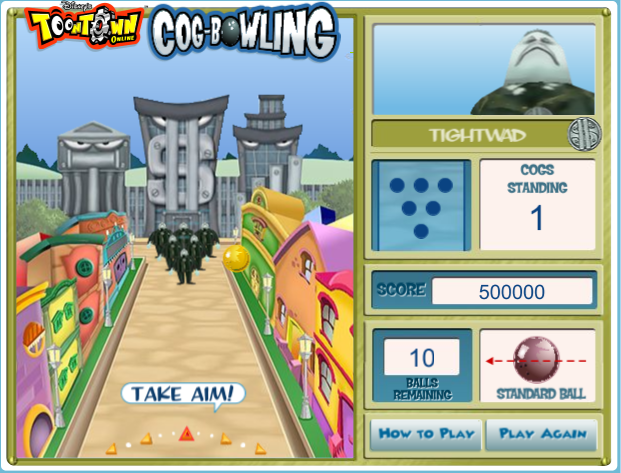 Disney's
TOONTOWN
ONLINE
COG-BOWLING
TIGHTWAD
COGS
STANDING
1
SCORE
500000
10
BALLS
REMAINING
STANDARD BALL
TAKE AIM!
HOW TO PLAY
PLAY AGAIN